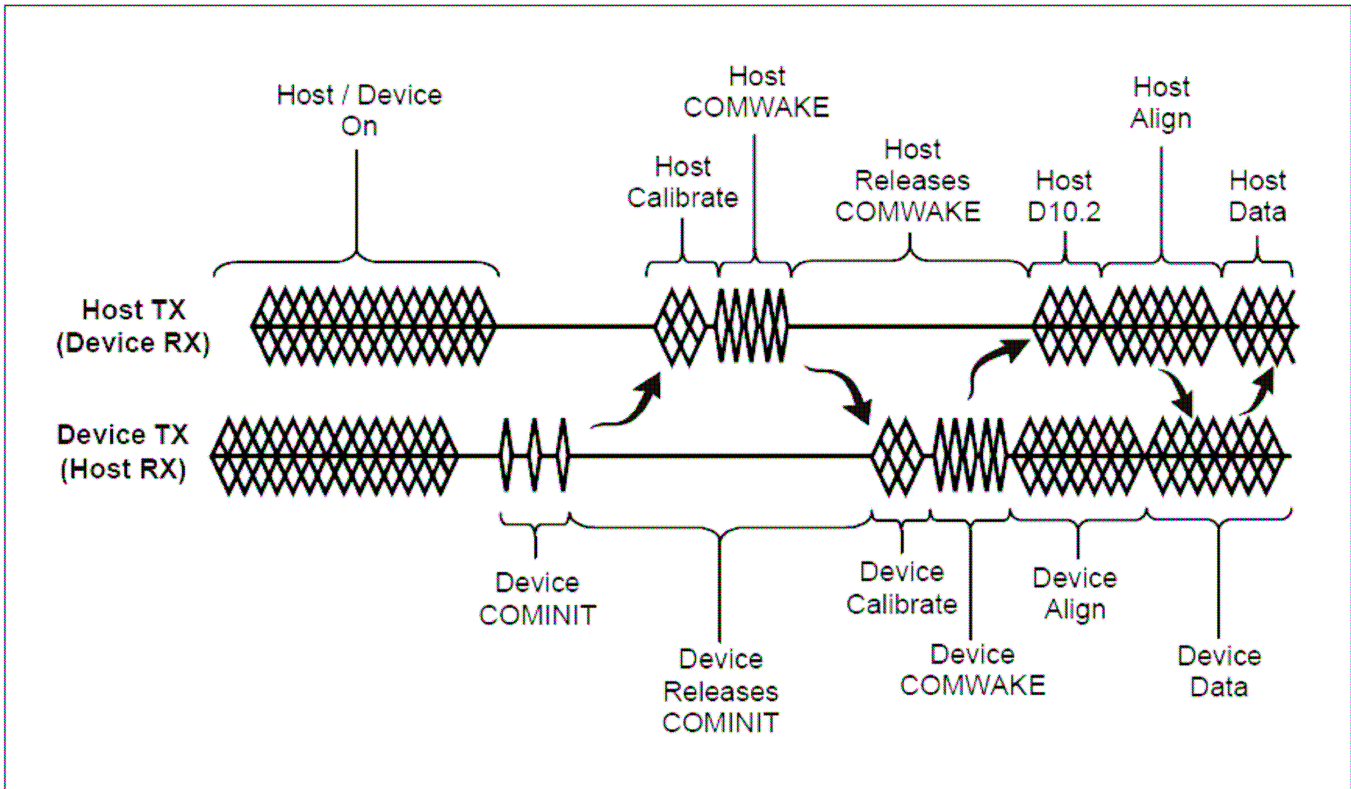 Host / Device
On
Host
COMWAKE
Host
Calibrate
Host
Releases
COMWAKE
Host
D10.2
Host
Align
Host
Data
Host TX
(Device RX)
Device TX
(Host RX)
Device
COMINIT
Device
Releases
COMINIT
Device
Calibrate
Device
COMWAKE
Device
Align
Device
Data